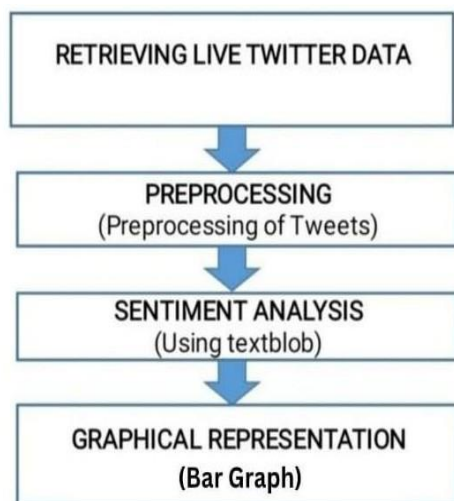 RETRIEVING LIVE TWITTER DATA
PREPROCESSING
(Preprocessing of Tweets)
SENTIMENT ANALYSIS
(Using textblob)
GRAPHICAL REPRESENTATION
(Bar Graph)